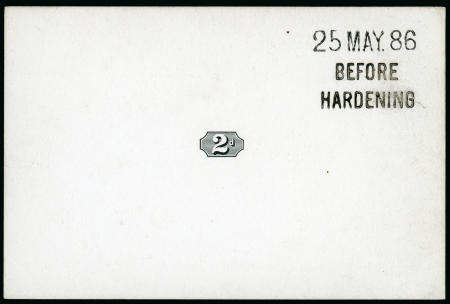 25 MAY. 86
BEFORE
HARDENING
2d